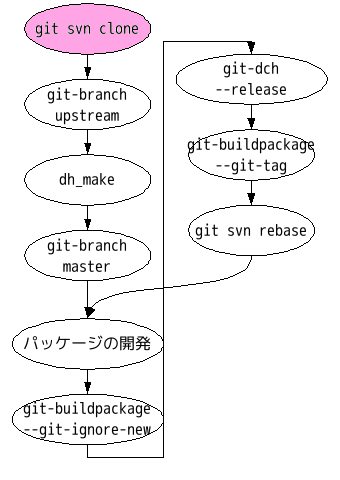 git svn clone
git-branch
upstream
dh_make
git-branch
master
パッケージの開発
git-buildpackage
--git-ignore-new
git-dch
--release
git-buildpackage
--git-tag
git svn rebase